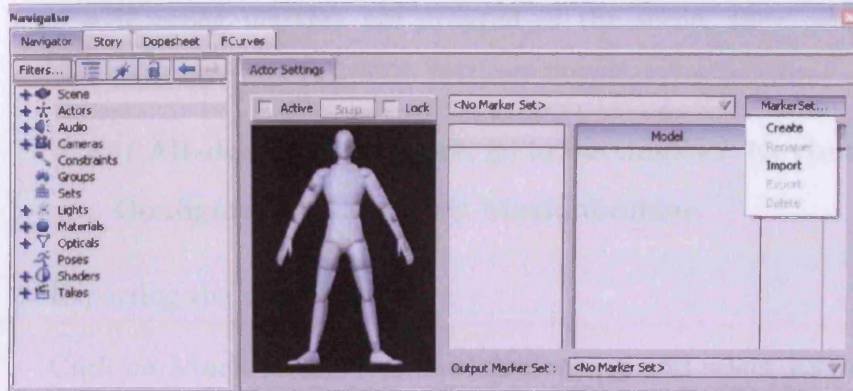 Navigator
Navigator Story Dopesheet FCurves
Filters...
Scene
Actors
Audio
Cameras
Constraints
Groups
Sets
Lights
Materials
Opticals
Poses
Shaders
Takes
Actor Settings
Active Snap Lock
<No Marker Set>
MarkerSet...
Model
Create
Rename
Import
Export
Delete
Output Marker Set : <No Marker Set>